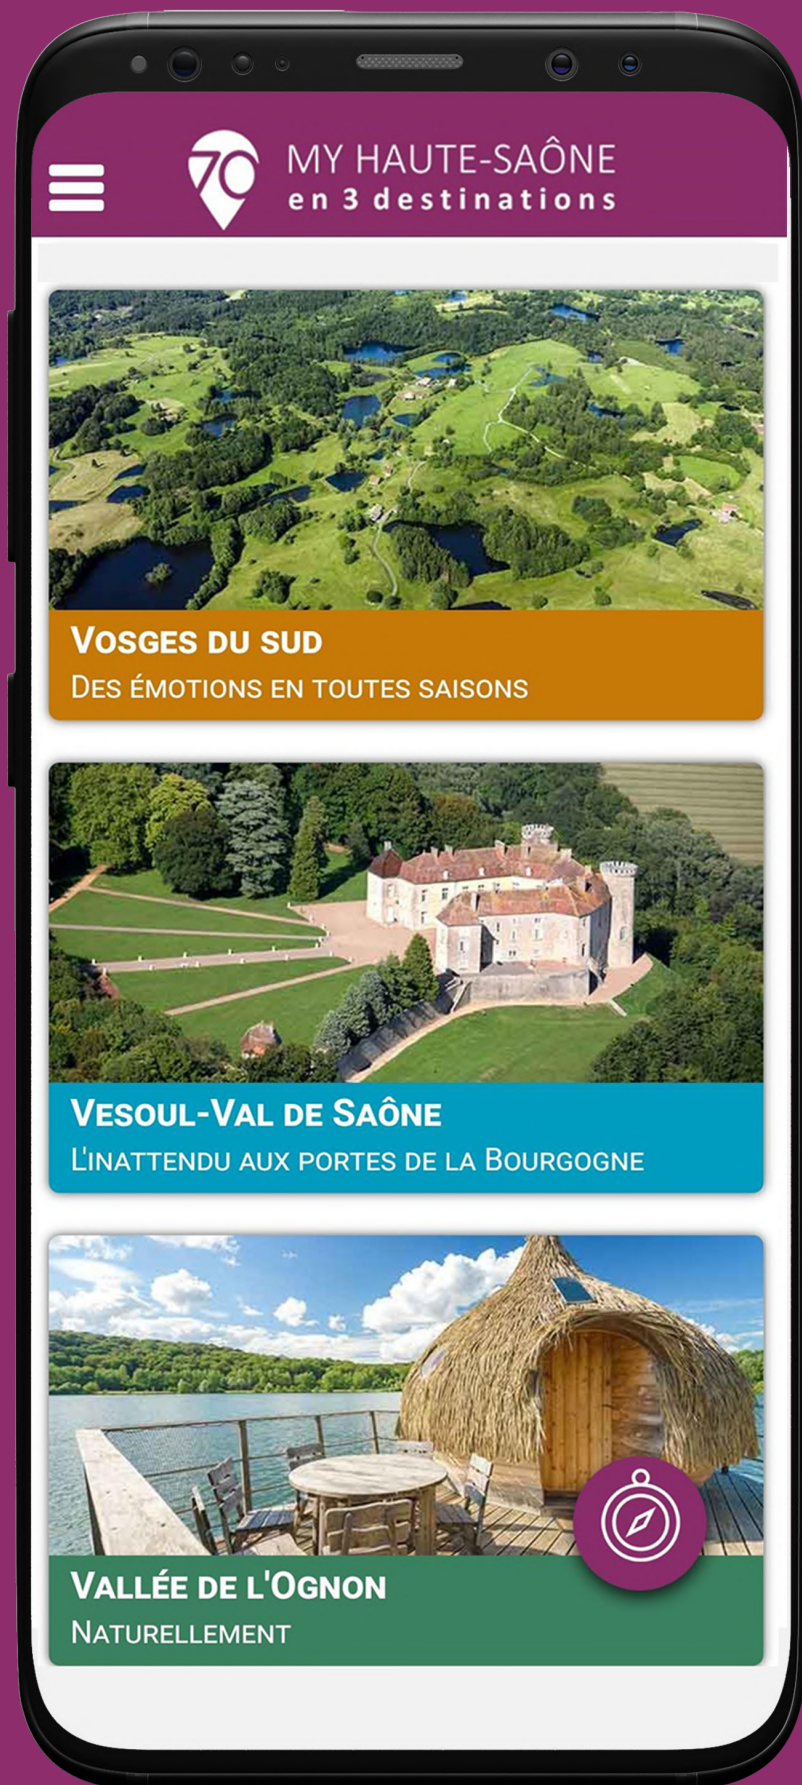 70
MY HAUTE-SAÔNE
en 3 destinations
VOSGES DU SUD
DES ÉMOTIONS EN TOUTES SAISONS
VESOUL-VAL DE SAÔNE
L'INATTENDU AUX PORTES DE LA BOURGOGNE
VALLÉE DE L'OGNON
NATURELLEMENT